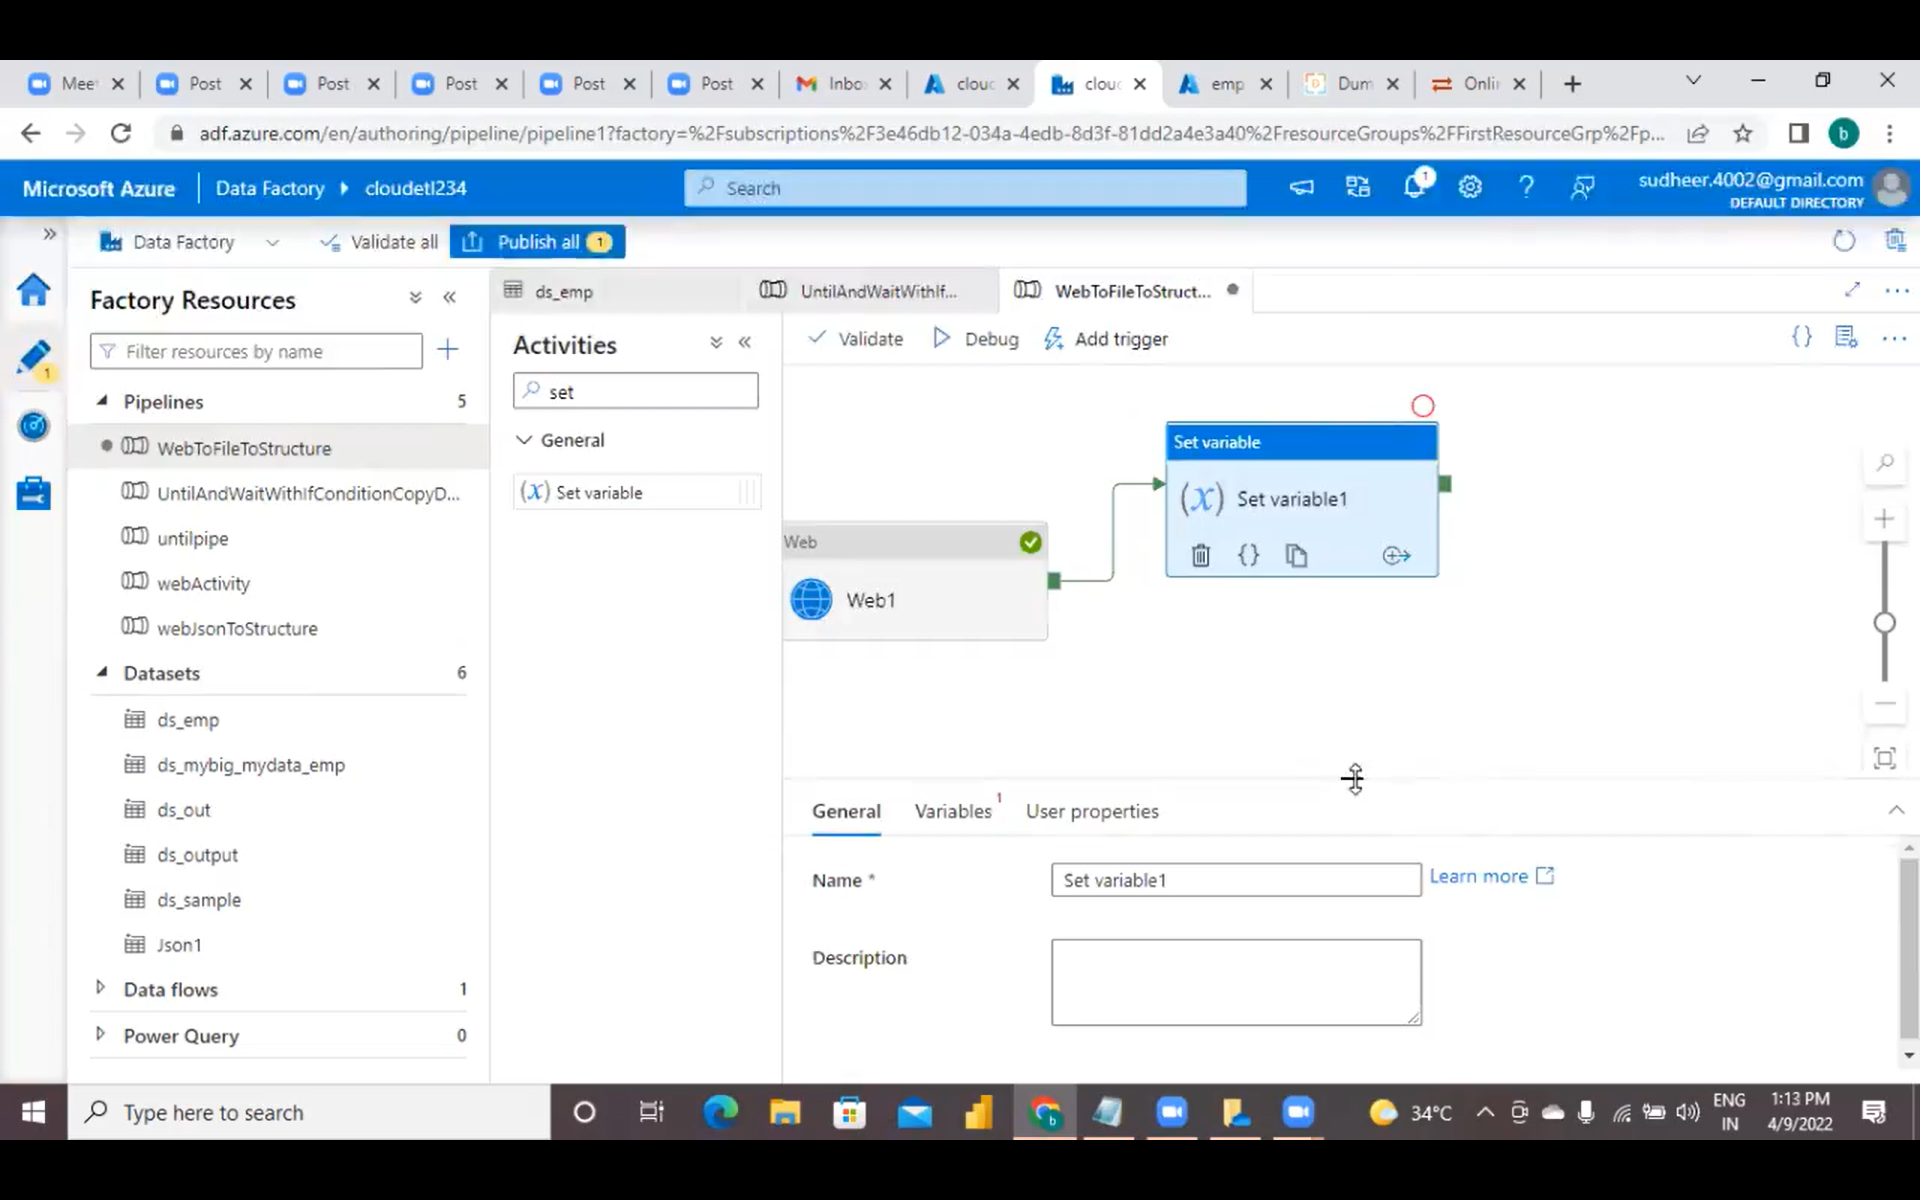 Mee
Post
Post
Post
Post
Post
Inbo
clouc
clouc
emp
Dum
Onli
adf.azure.com/en/authoring/pipeline/pipeline1?factory=%2Fsubscriptions%2F3e46db12-034a-4edb-8d3f-81dd2a4e3a40%2FresourceGroups%2FFirstResourceGrp%2Fp...
b
Microsoft Azure
Data Factory
cloudetl234
Search
1
sudheer.4002@gmail.com
DEFAULT DIRECTORY
Data Factory
Validate all
Publish all
1
Factory Resources
Filter resources by name
1
Pipelines
5
WebToFileToStructure
UntilAndWaitWithIfConditionCopyD...
untilpipe
webActivity
webJsonToStructure
Datasets
6
ds_emp
ds_mybig_mydata_emp
ds_out
ds_output
ds_sample
Json1
Data flows
1
Power Query
0
ds_emp
UntilAndWaitWithIf...
WebToFileToStruct...
Activities
set
General
(x) Set variable
Validate
Debug
Add trigger
Web
Web1
Set variable
(x) Set variable1
General
Variables
1
User properties
Name *
Set variable1
Learn more
Description
Type here to search
b
34°C
ENG
IN
1:13 PM
4/9/2022